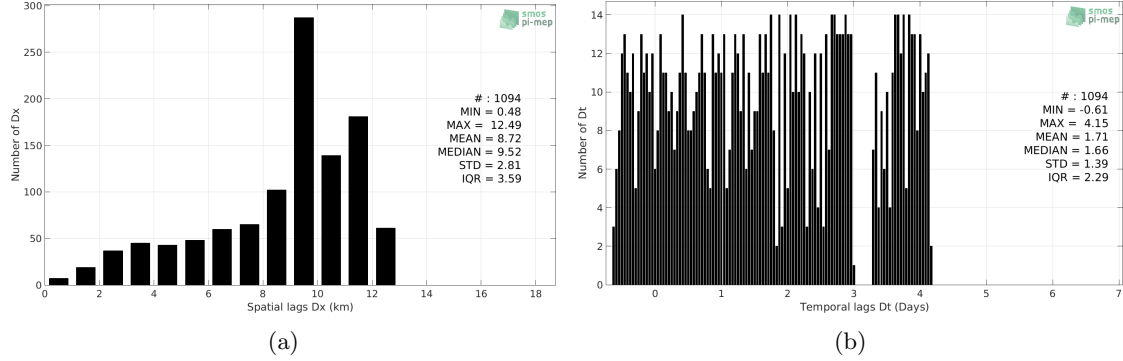 smos
pi-mep
300
250
200
150
100
50
0
Number of Dx
# : 1094
MIN = 0.48
MAX = 12.49
MEAN = 8.72
MEDIAN = 9.52
STD = 2.81
IQR = 3.59
0 2 4 6 8 10 12 14 16 18
Spatial lags Dx (km)
(a)
smos
pi-mep
14
12
10
8
6
4
2
0
Number of Dt
# : 1094
MIN = -0.61
MAX = 4.15
MEAN = 1.71
MEDIAN = 1.66
STD = 1.39
IQR = 2.29
0 1 2 3 4 5 6 7
Temporal lags Dt (Days)
(b)